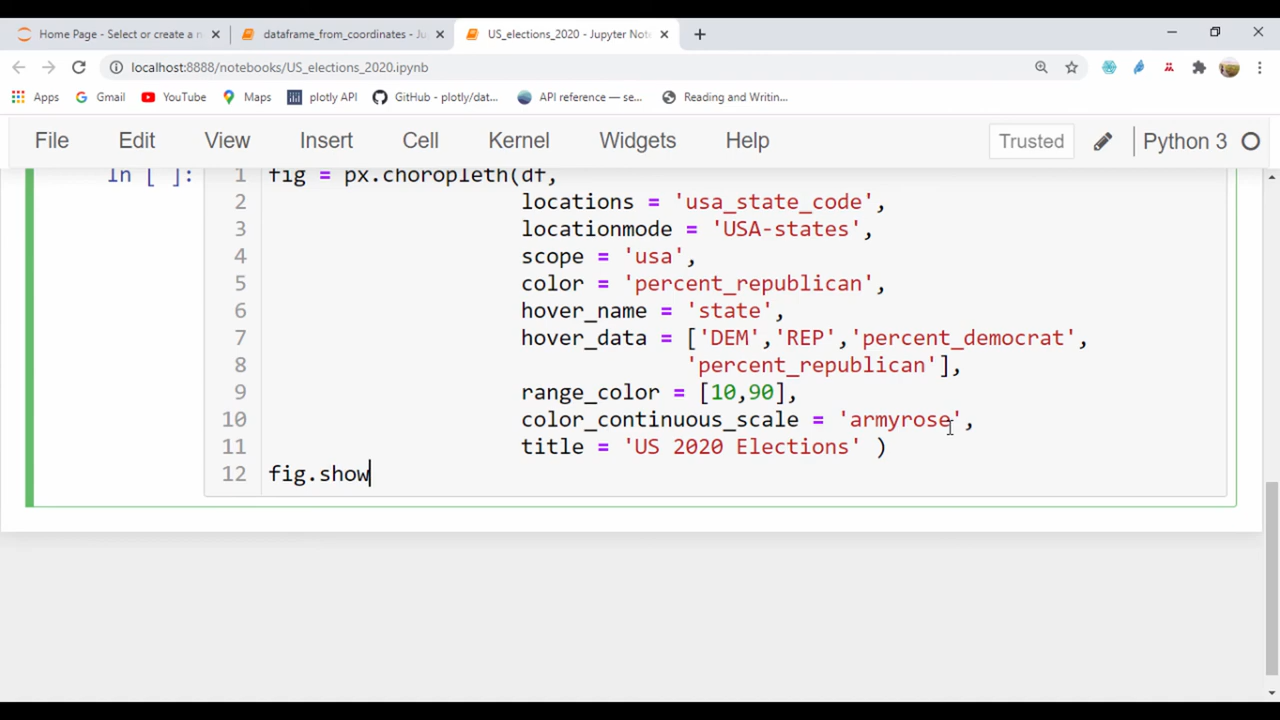 Home Page - Select or create a n
dataframe_from_coordinates - Ju
US_elections_2020 - Jupyter Note
localhost:8888/notebooks/US_elections_2020.ipynb
Apps Gmail YouTube Maps plotly API GitHub - plotly/dat... API reference — se... Reading and Writin...
File Edit View Insert Cell Kernel Widgets Help Trusted Python 3
In [ ]: 1 fig = px.choropleth(df,
2 locations = 'usa_state_code',
3 locationmode = 'USA-states',
4 scope = 'usa',
5 color = 'percent_republican',
6 hover_name = 'state',
7 hover_data = ['DEM','REP','percent_democrat',
8 'percent_republican'],
9 range_color = [10,90],
10 color_continuous_scale = 'armyrose',
11 title = 'US 2020 Elections' )
12 fig.show